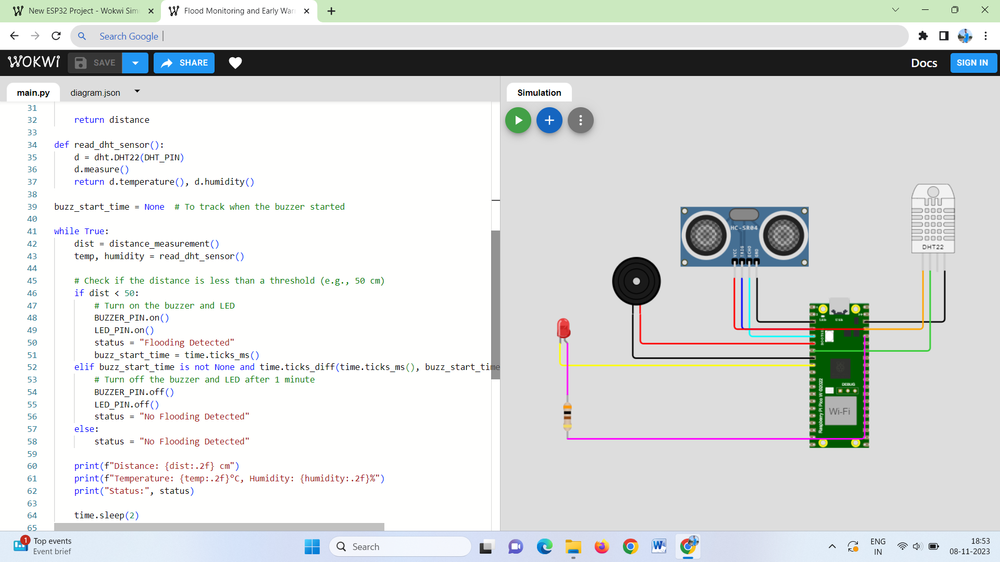 New ESP32 Project - Wokwi Sim
Flood Monitoring and Early War
Search Google
WOKWi
SAVE
SHARE
Docs
SIGN IN
main.py
diagram.json
31
32 return distance
33
34 def read_dht_sensor():
35 d = dht.DHT22(DHT_PIN)
36 d.measure()
37 return d.temperature(), d.humidity()
38
39 buzz_start_time = None # To track when the buzzer started
40
41 while True:
42 dist = distance_measurement()
43 temp, humidity = read_dht_sensor()
44
45 # Check if the distance is less than a threshold (e.g., 50 cm)
46 if dist < 50:
47 # Turn on the buzzer and LED
48 BUZZER_PIN.on()
49 LED_PIN.on()
50 status = "Flooding Detected"
51 buzz_start_time = time.ticks_ms()
52 elif buzz_start_time is not None and time.ticks_diff(time.ticks_ms(), buzz_start_time
53 # Turn off the buzzer and LED after 1 minute
54 BUZZER_PIN.off()
55 LED_PIN.off()
56 status = "No Flooding Detected"
57 else:
58 status = "No Flooding Detected"
59
60 print(f"Distance: {dist:.2f} cm")
61 print(f"Temperature: {temp:.2f}°C, Humidity: {humidity:.2f}%")
62 print("Status:", status)
63
64 time.sleep(2)
65
Simulation
HC-SR04
VCC
TRIG
ECHO
GND
DHT22
LED
USB
BOOTSEL
DEBUG
Raspberry Pi Pico W ©2022
Wi-Fi
1
Top events
Event brief
Search
ENG
IN
18:53
08-11-2023